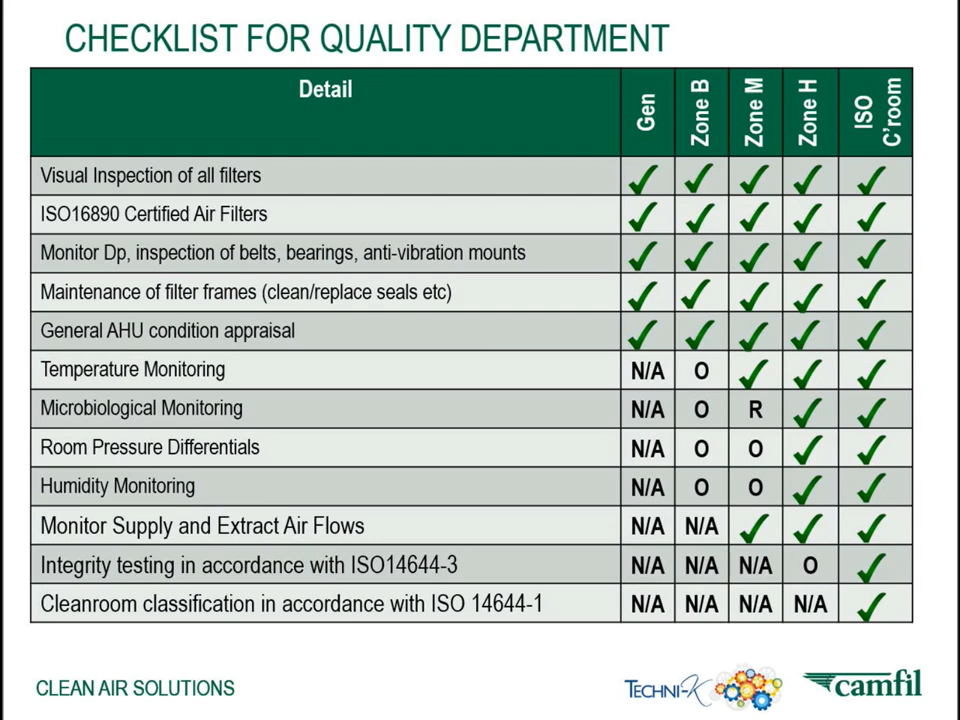 CHECKLIST FOR QUALITY DEPARTMENT
Detail Gen Zone B Zone M Zone H ISO C'room
Visual Inspection of all filters ✓ ✓ ✓ ✓ ✓
ISO16890 Certified Air Filters ✓ ✓ ✓ ✓ ✓
Monitor Dp, inspection of belts, bearings, anti-vibration mounts ✓ ✓ ✓ ✓ ✓
Maintenance of filter frames (clean/replace seals etc) ✓ ✓ ✓ ✓ ✓
General AHU condition appraisal ✓ ✓ ✓ ✓ ✓
Temperature Monitoring N/A O ✓ ✓ ✓
Microbiological Monitoring N/A O R ✓ ✓
Room Pressure Differentials N/A O O ✓ ✓
Humidity Monitoring N/A O O ✓ ✓
Monitor Supply and Extract Air Flows N/A N/A ✓ ✓ ✓
Integrity testing in accordance with ISO14644-3 N/A N/A N/A O ✓
Cleanroom classification in accordance with ISO 14644-1 N/A N/A N/A N/A ✓
CLEAN AIR SOLUTIONS TECHNI-K camfil